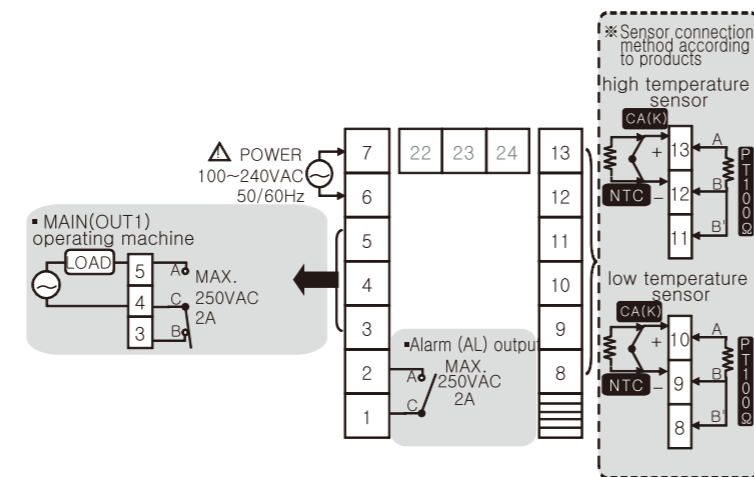 ※ Sensor connection
method according
to products
high temperature
sensor
CA(K)
+
NTC
−
13
12
11
A
B
B'
PT100Ω
low temperature
sensor
CA(K)
+
NTC
−
10
9
8
A
B
B'
PT100Ω
⚠ POWER
100~240VAC
50/60Hz
7
6
5
4
3
2
1
22 23 24
13
12
11
10
9
8
▪ MAIN(OUT1)
operating machine
LOAD
5
4
3
A
C
B
MAX.
250VAC
2A
▪Alarm (AL) output
A
C
MAX.
250VAC
2A